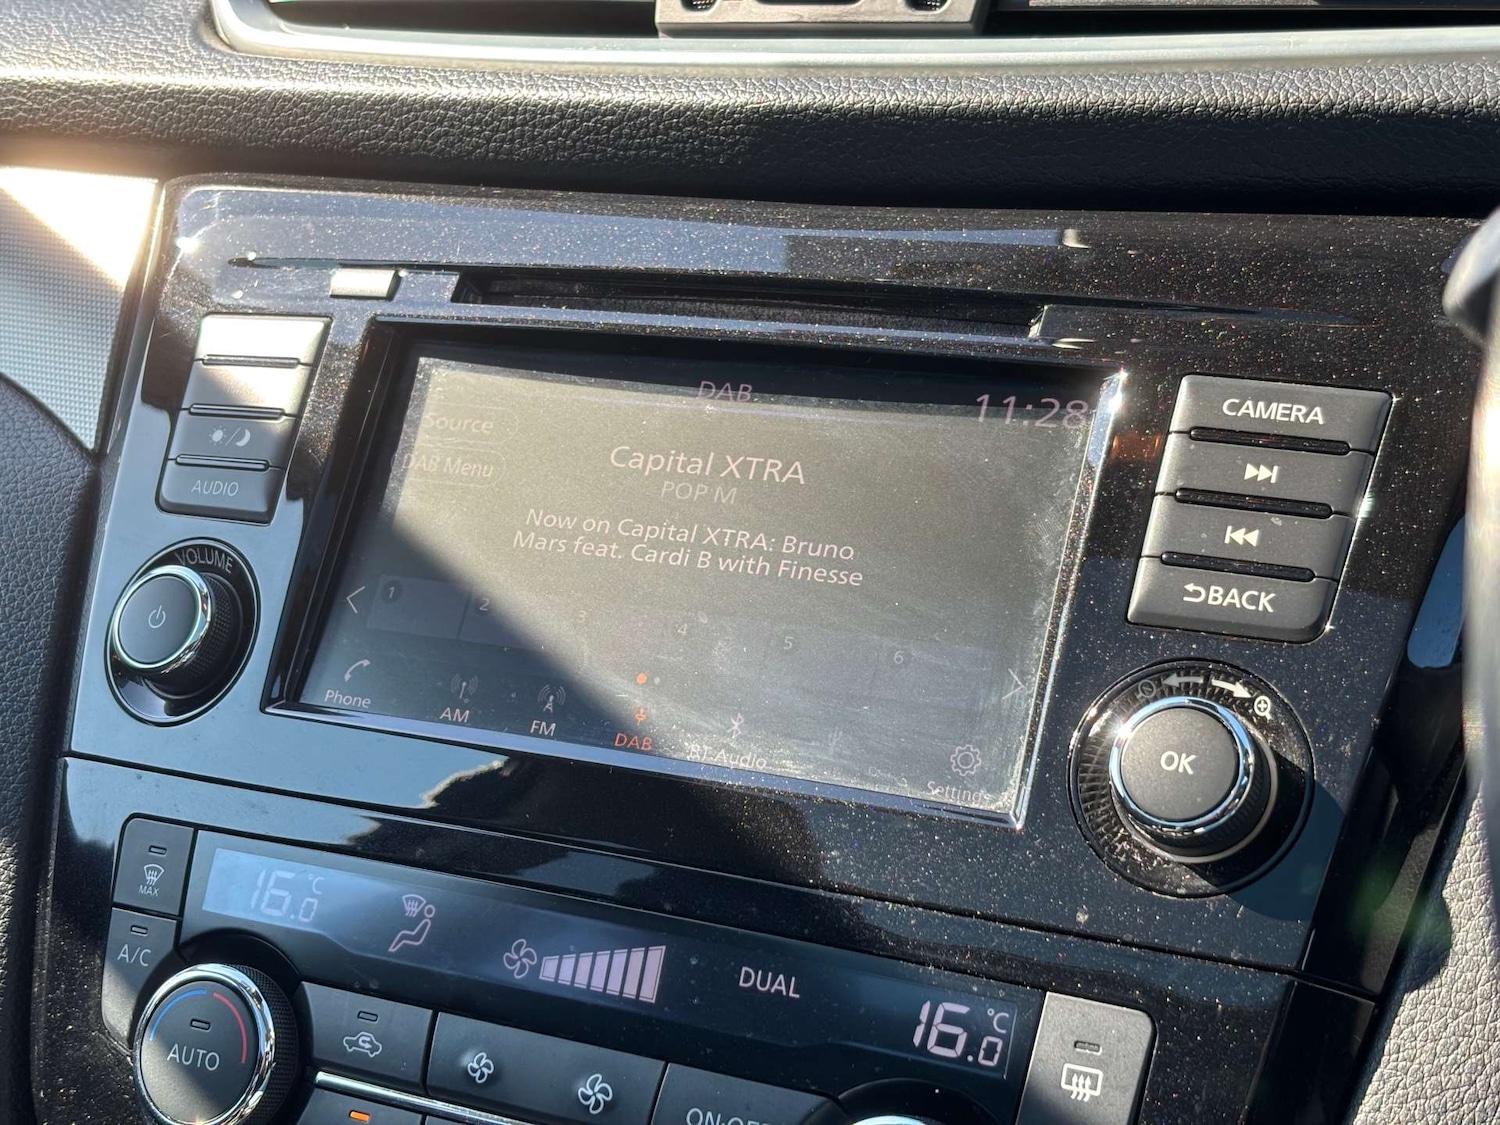 DAB
11:28
Source
DAB Menu
Capital XTRA
POP M
Now on Capital XTRA: Bruno
Mars feat. Cardi B with Finesse
1
2
3
4
5
6
Phone
AM
FM
DAB
BT-Audio
Settings
AUDIO
VOLUME
CAMERA
BACK
OK
MAX
A/C
AUTO
16.0°C
DUAL
16.0°C